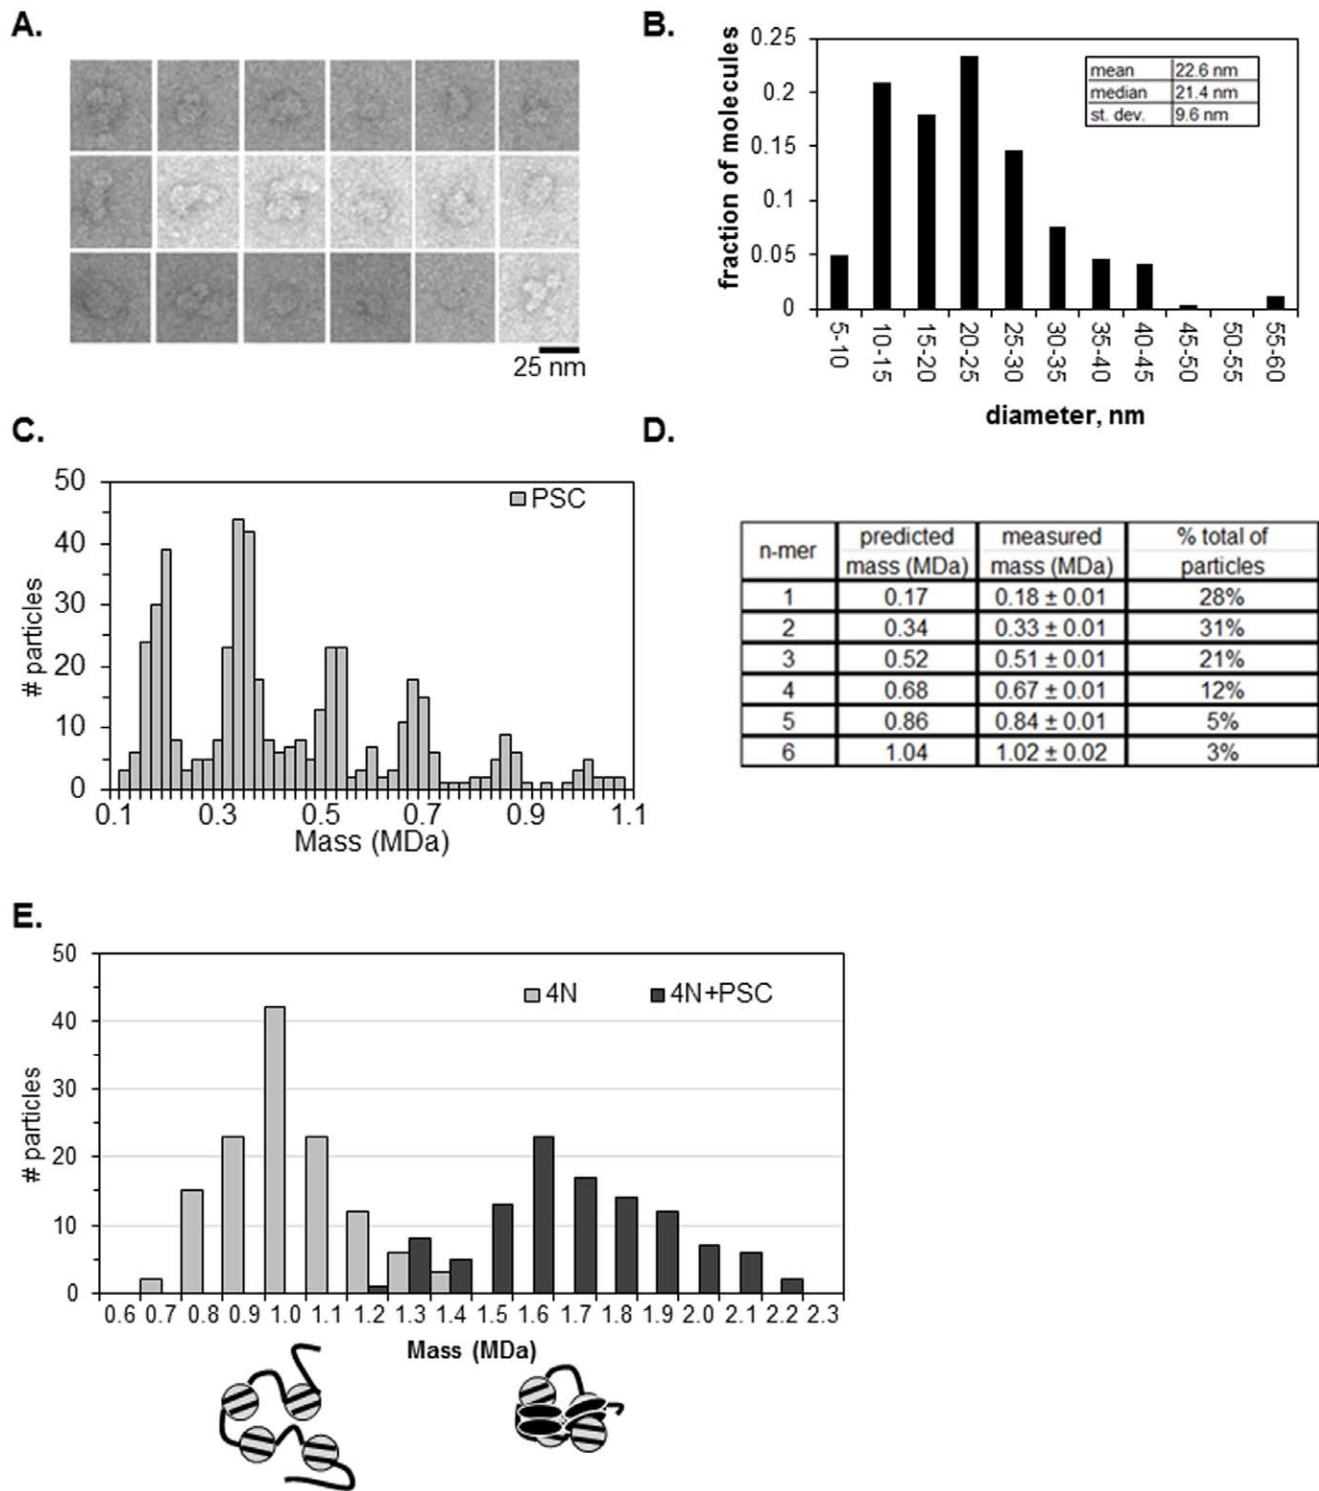 A.
25 nm
B.
fraction of molecules
0.25
0.2
0.15
0.1
0.05
0
mean 22.6 nm
median 21.4 nm
st. dev. 9.6 nm
5-10 10-15 15-20 20-25 25-30 30-35 35-40 40-45 45-50 50-55 55-60
diameter, nm
C.
# particles
50
40
30
20
10
0
PSC
0.1 0.3 0.5 0.7 0.9 1.1
Mass (MDa)
D.
n-mer predicted mass (MDa) measured mass (MDa) % total of particles
1 0.17 0.18 ± 0.01 28%
2 0.34 0.33 ± 0.01 31%
3 0.52 0.51 ± 0.01 21%
4 0.68 0.67 ± 0.01 12%
5 0.86 0.84 ± 0.01 5%
6 1.04 1.02 ± 0.02 3%
E.
# particles
50
40
30
20
10
0
4N 4N+PSC
0.6 0.7 0.8 0.9 1.0 1.1 1.2 1.3 1.4 1.5 1.6 1.7 1.8 1.9 2.0 2.1 2.2 2.3
Mass (MDa)